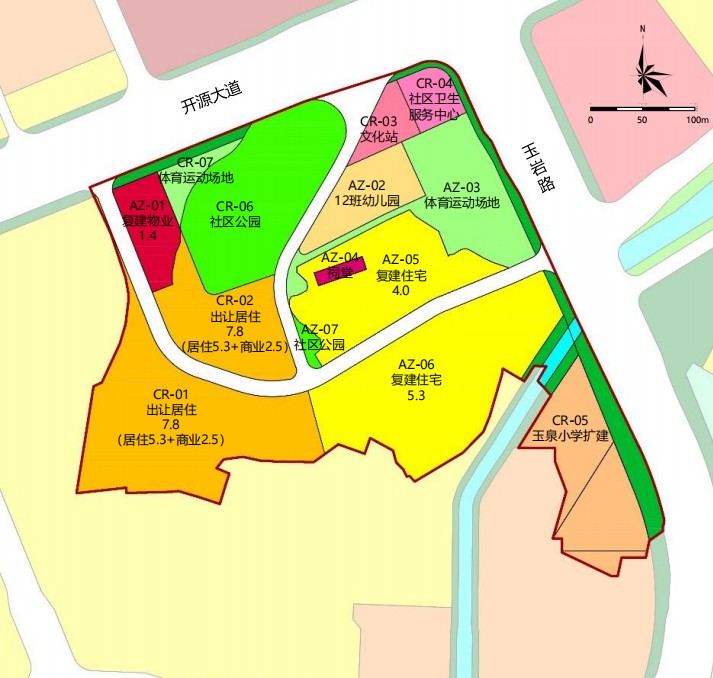 N
0 50 100m
开源大道
玉岩路
CR-04
社区卫生
服务中心
CR-03
文化站
CR-07
体育运动场地
AZ-02
12班幼儿园
AZ-03
体育运动场地
AZ-01
复建物业
1.4
CR-06
社区公园
AZ-04
祠堂
AZ-05
复建住宅
4.0
CR-02
出让居住
7.8
(居住5.3+商业2.5)
AZ-07
社区公园
AZ-06
复建住宅
5.3
CR-01
出让居住
7.8
(居住5.3+商业2.5)
CR-05
玉泉小学扩建